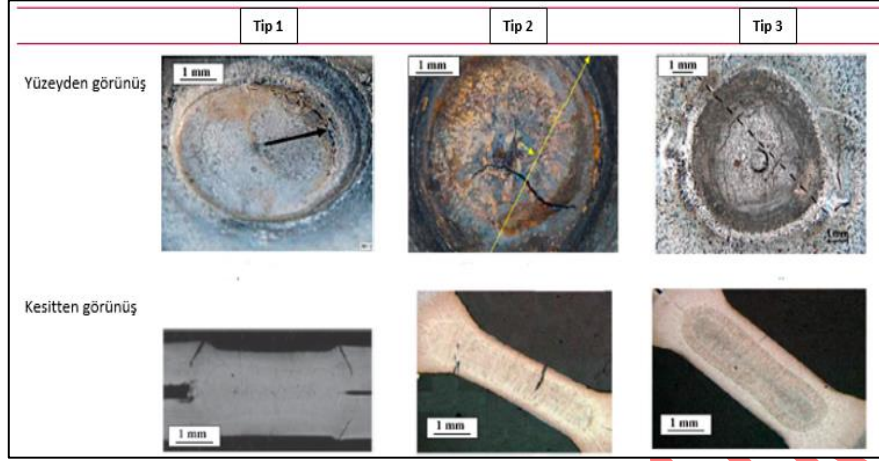 Tip 1 Tip 2 Tip 3
Yüzeyden görünüş
1 mm 1 mm 1 mm
1 mm
Kesitten görünüş
1 mm 1 mm 1 mm